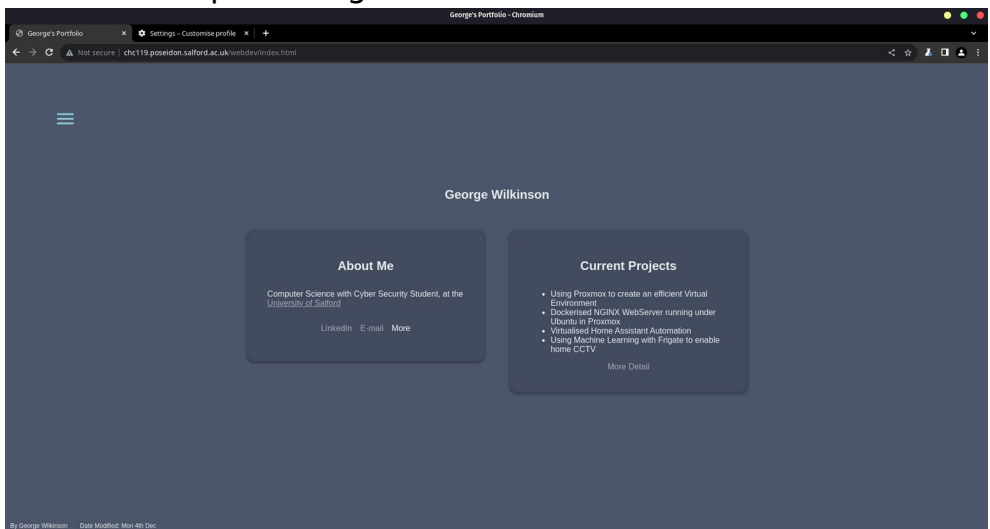 George's Portfolio - Chromium
George's Portfolio
Settings – Customise profile
Not secure chc119.poseidon.salford.ac.uk/webdev/index.html
George Wilkinson
About Me
Computer Science with Cyber Security Student, at the
University of Salford
LinkedIn E-mail More
Current Projects
Using Proxmox to create an efficient Virtual
Environment
Dockerised NGINX WebServer running under
Ubuntu in Proxmox
Virtualised Home Assistant Automation
Using Machine Learning with Frigate to enable
home CCTV
More Detail
By George Wilkinson Date Modified: Mon 4th Dec